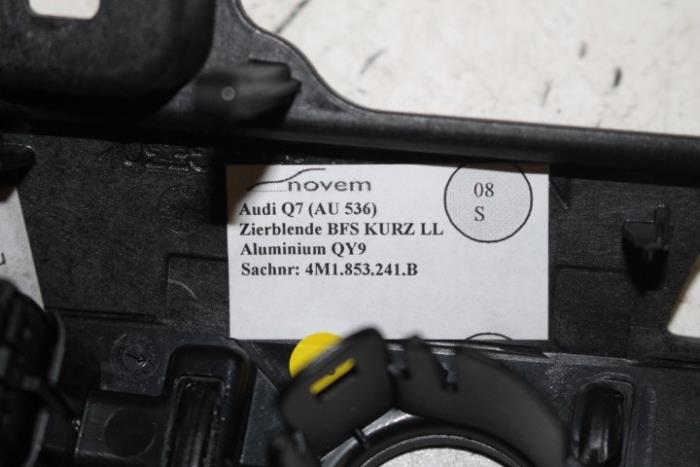 novem
08
S
Audi Q7 (AU 536)
Zierblende BFS KURZ LL
Aluminium QY9
Sachnr: 4M1.853.241.B